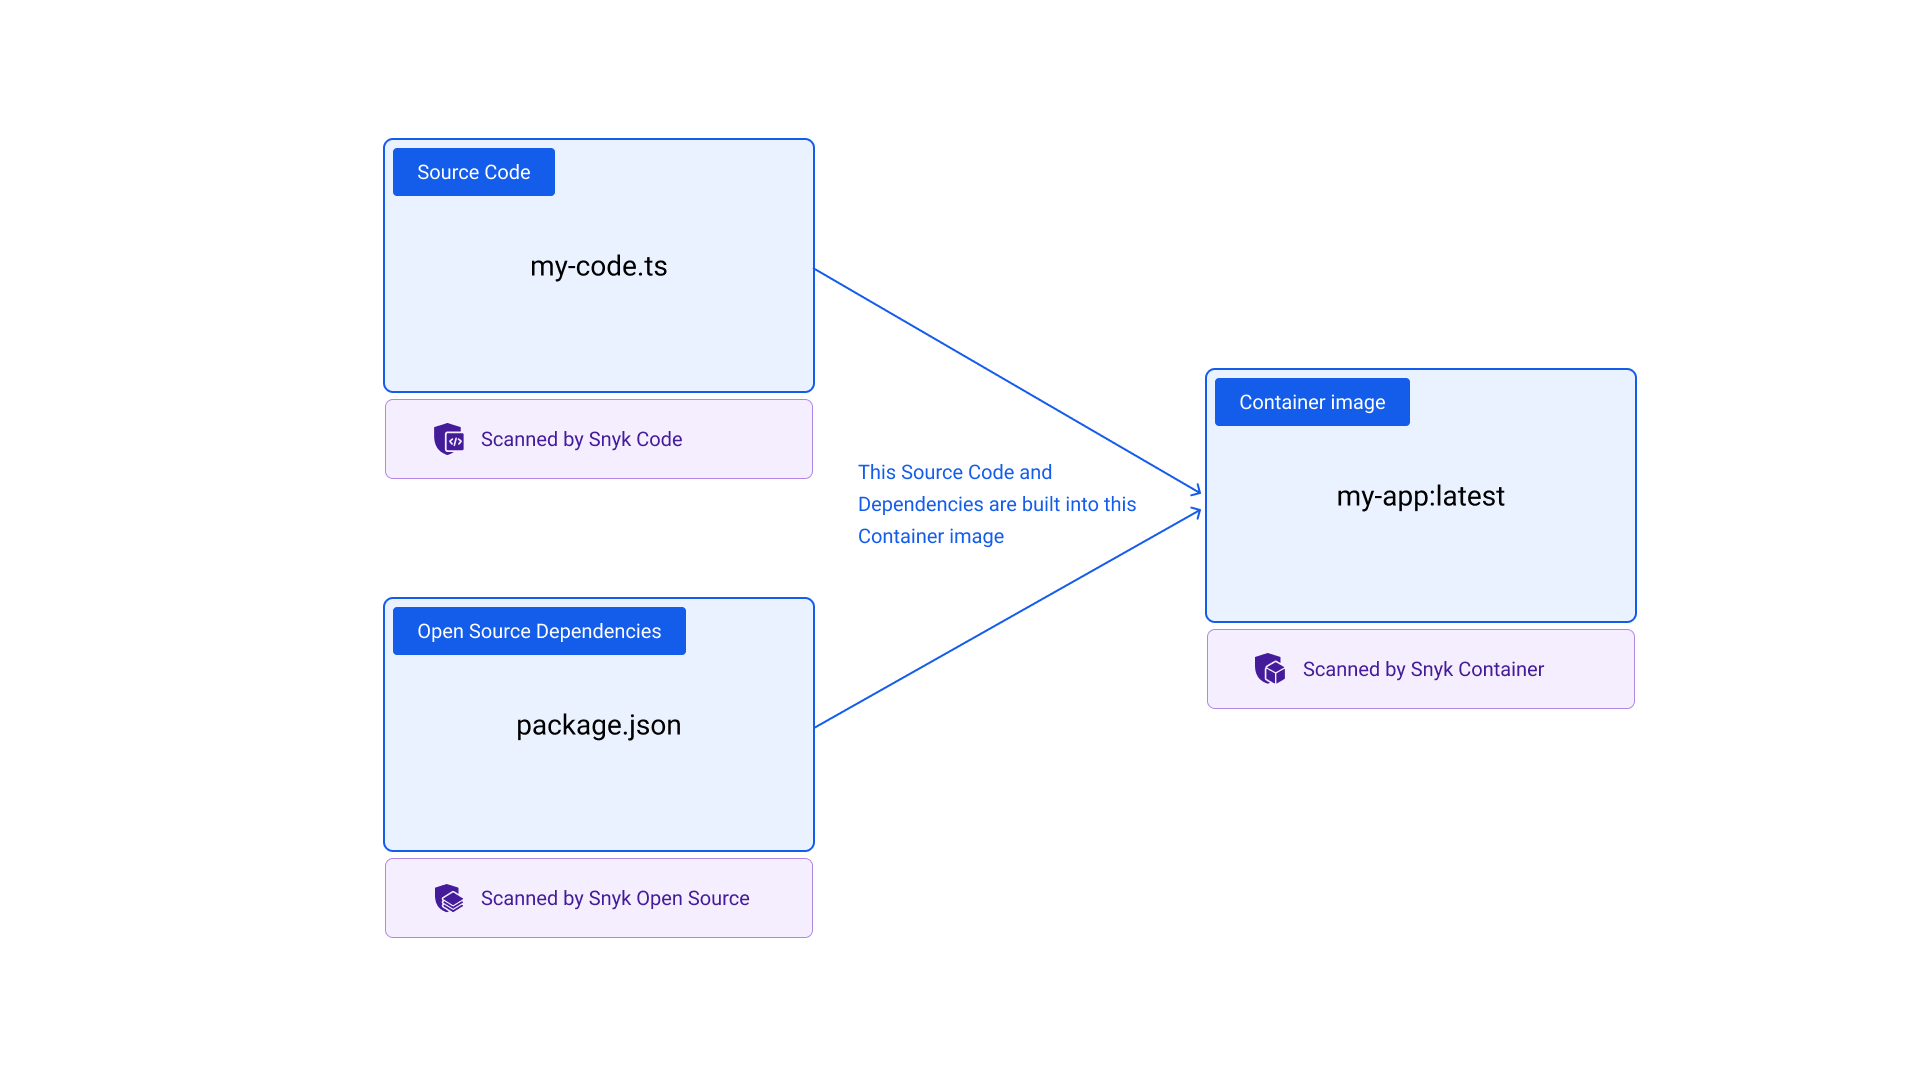 Source Code
my-code.ts
Scanned by Snyk Code
This Source Code and
Dependencies are built into this
Container image
Container image
my-app:latest
Scanned by Snyk Container
Open Source Dependencies
package.json
Scanned by Snyk Open Source